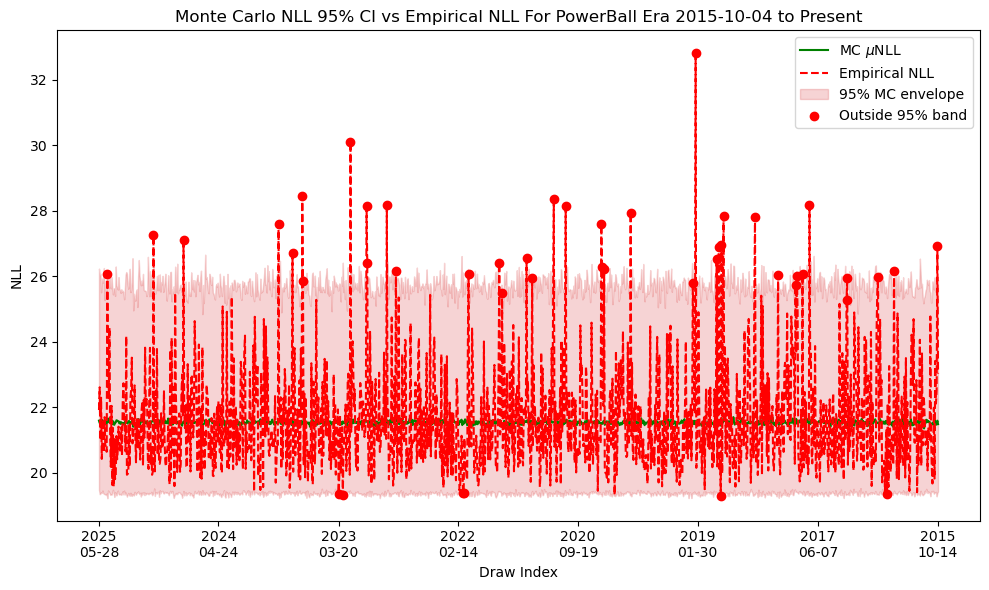 Monte Carlo NLL 95% CI vs Empirical NLL For PowerBall Era 2015-10-04 to Present
MC μNLL
Empirical NLL
95% MC envelope
Outside 95% band
NLL
32
30
28
26
24
22
20
2025 2024 2023 2022 2020 2019 2017 2015
05-28 04-24 03-20 02-14 09-19 01-30 06-07 10-14
Draw Index